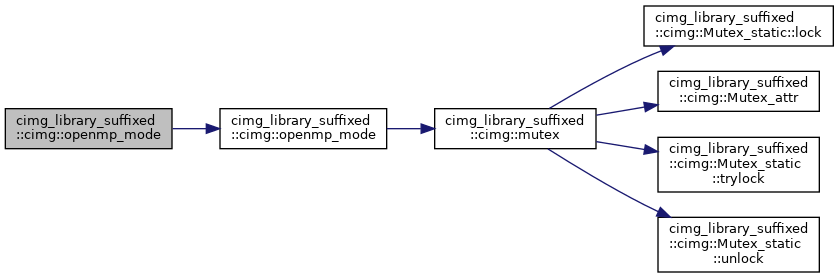 cimg_library_suffixed
::cimg::openmp_mode
cimg_library_suffixed
::cimg::openmp_mode
cimg_library_suffixed
::cimg::mutex
cimg_library_suffixed
::cimg::Mutex_static::lock
cimg_library_suffixed
::cimg::Mutex_attr
cimg_library_suffixed
::cimg::Mutex_static
::trylock
cimg_library_suffixed
::cimg::Mutex_static
::unlock